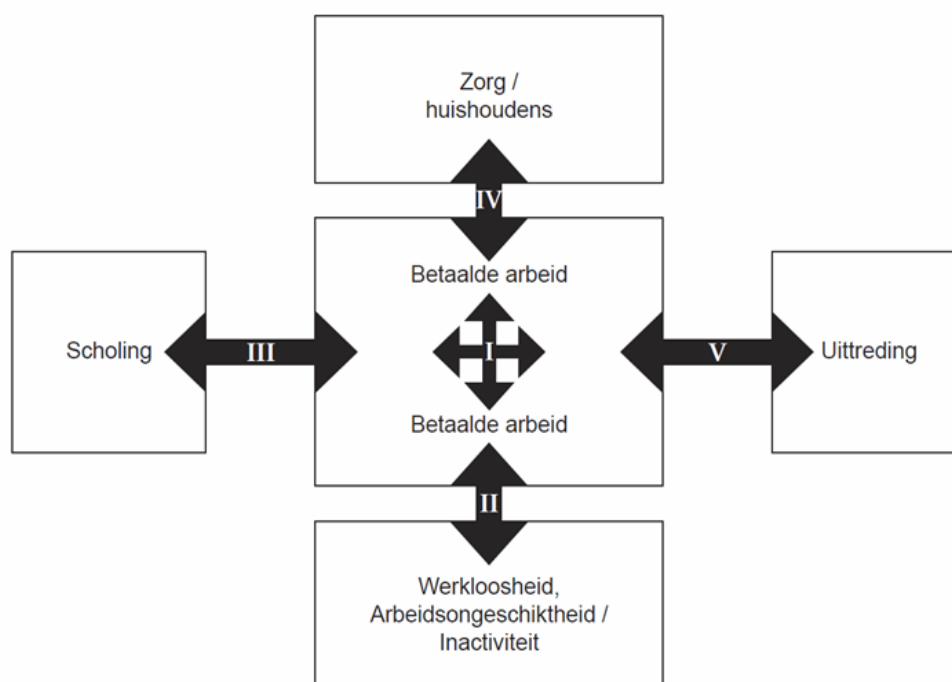 Zorg /
huishoudens
IV
Betaalde arbeid
Scholing
III
I
V
Uittreding
Betaalde arbeid
II
Werkloosheid,
Arbeidsongeschiktheid /
Inactiviteit